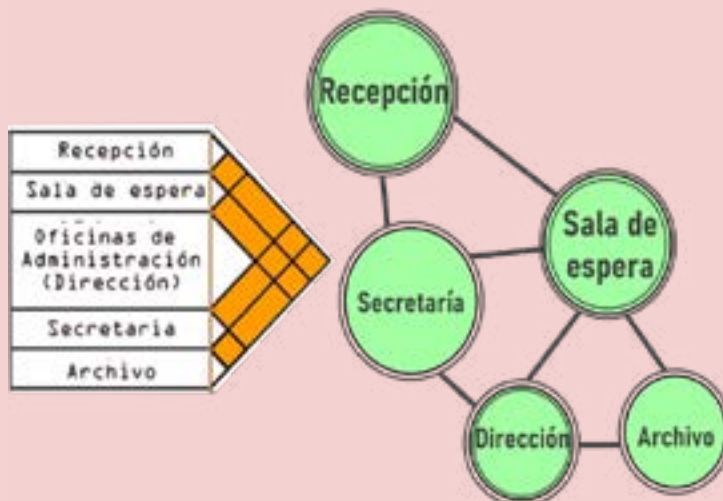 Recepción
Sala de espera
Oficinas de
Administración
(Dirección)
Secretaria
Archivo
Recepción
Sala de
espera
Secretaría
Dirección
Archivo